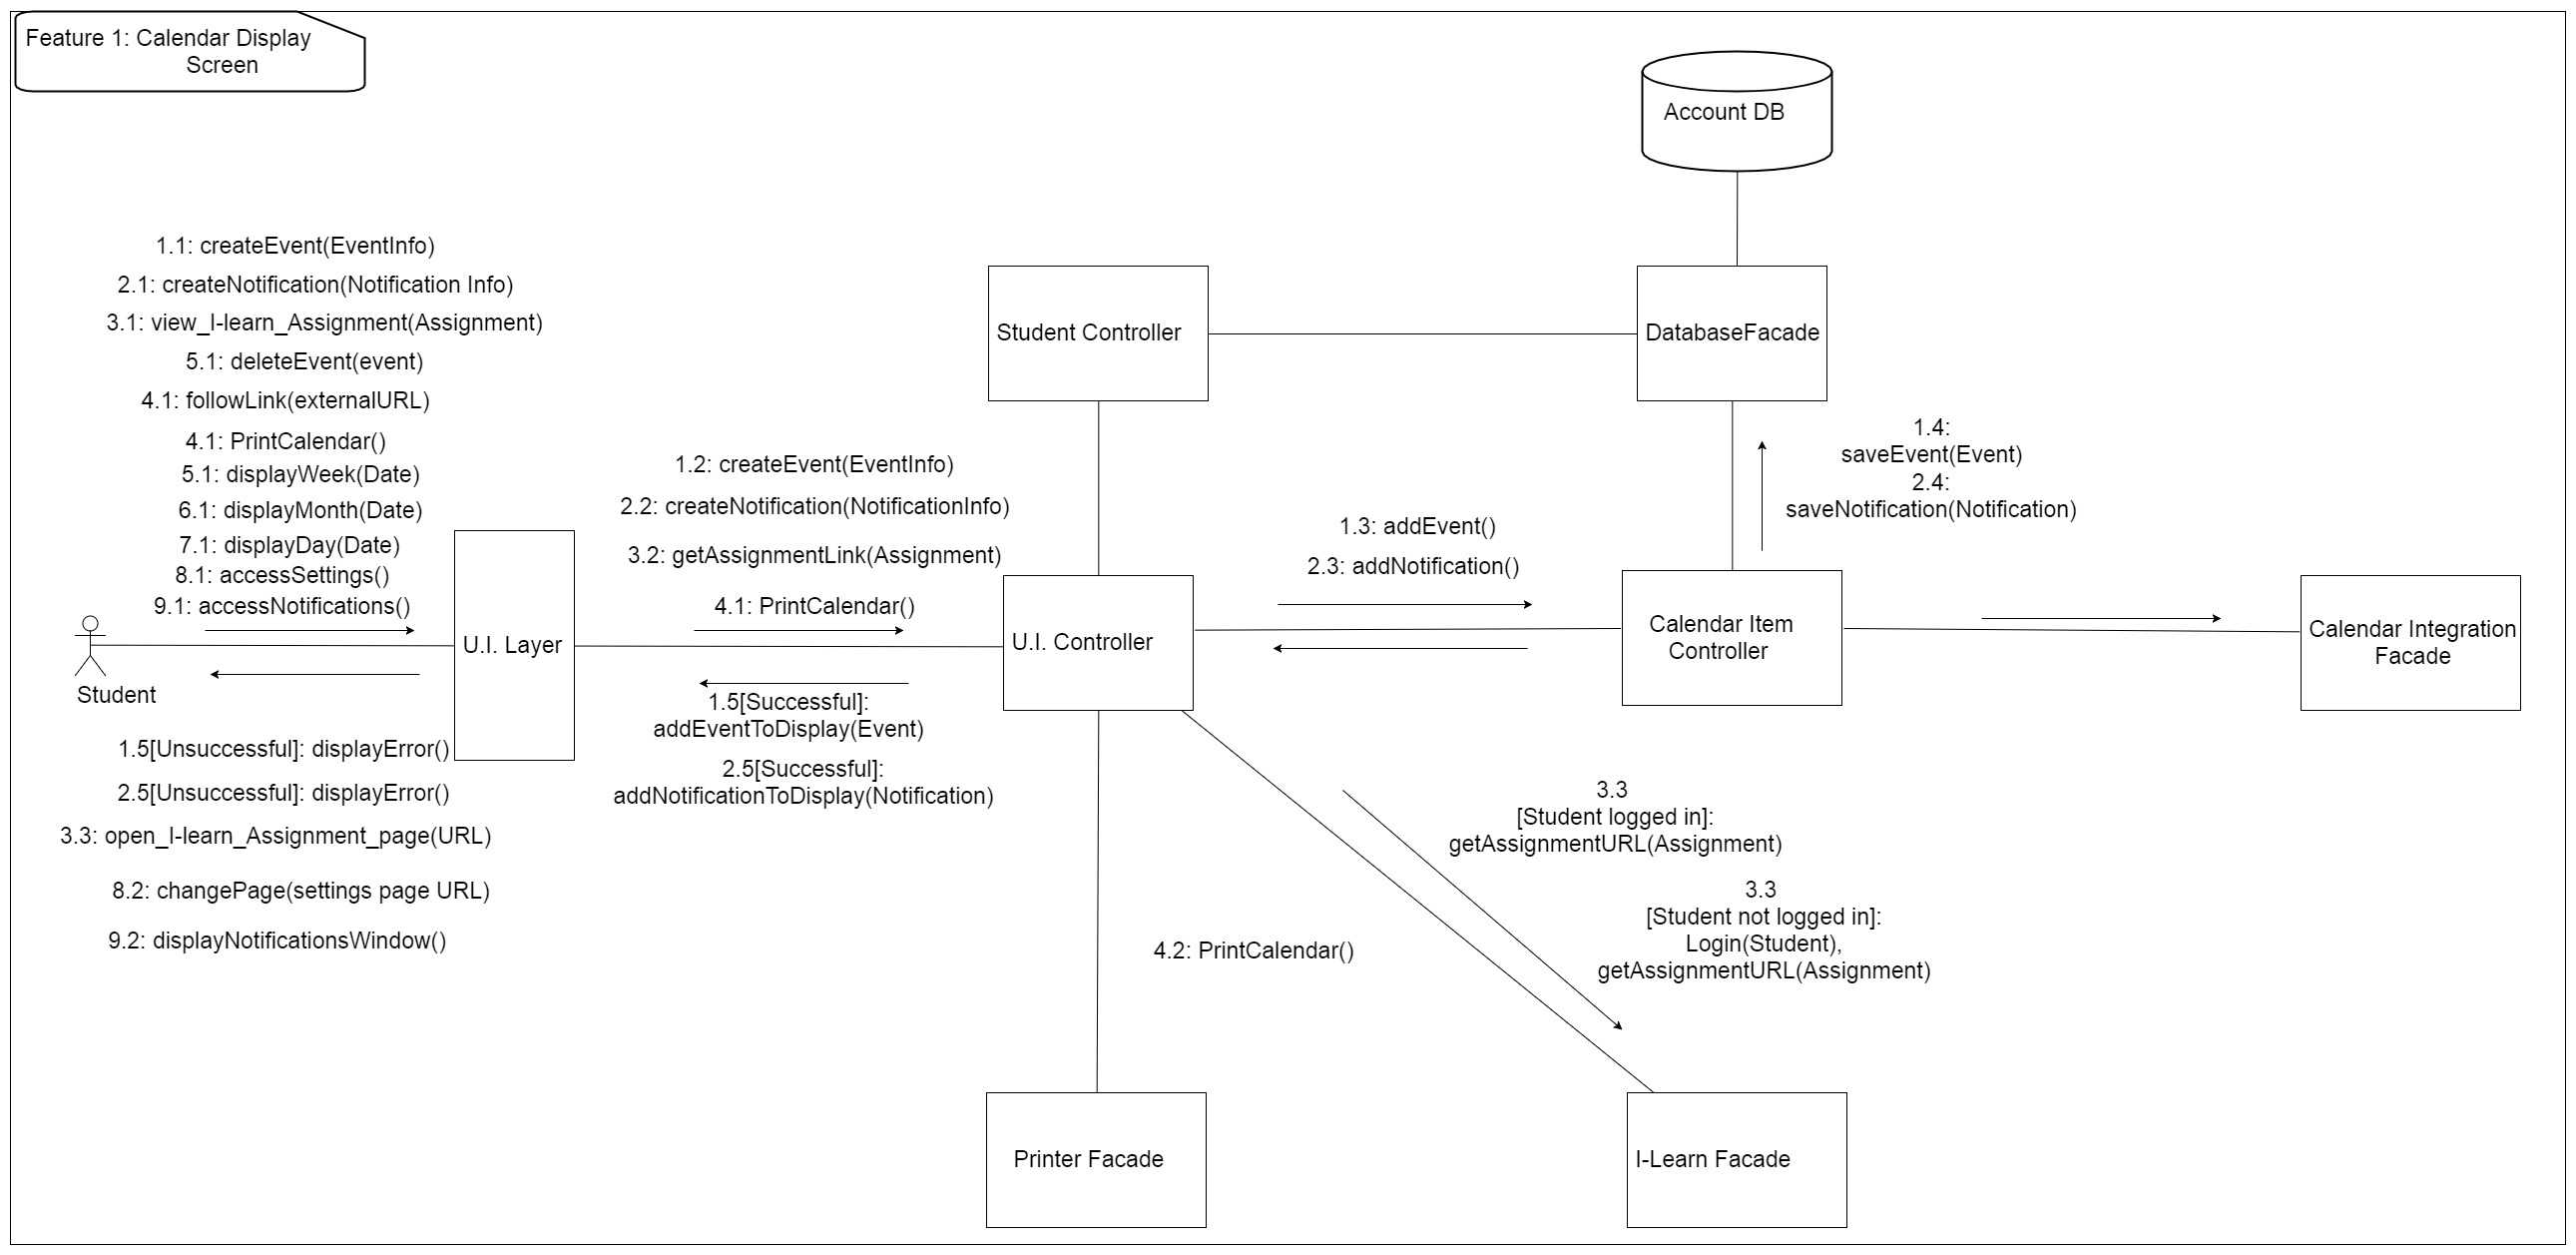 Feature 1: Calendar Display
Screen
Account DB
1.1: createEvent(EventInfo)
2.1: createNotification(Notification Info)
3.1: view_I-learn_Assignment(Assignment)
5.1: deleteEvent(event)
4.1: followLink(externalURL)
4.1: PrintCalendar()
5.1: displayWeek(Date)
6.1: displayMonth(Date)
7.1: displayDay(Date)
8.1: accessSettings()
9.1: accessNotifications()
Student
U.I. Layer
1.5[Unsuccessful]: displayError()
2.5[Unsuccessful]: displayError()
3.3: open_I-learn_Assignment_page(URL)
8.2: changePage(settings page URL)
9.2: displayNotificationsWindow()
1.2: createEvent(EventInfo)
2.2: createNotification(NotificationInfo)
3.2: getAssignmentLink(Assignment)
4.1: PrintCalendar()
1.5[Successful]:
addEventToDisplay(Event)
2.5[Successful]:
addNotificationToDisplay(Notification)
Student Controller
DatabaseFacade
U.I. Controller
1.3: addEvent()
2.3: addNotification()
1.4:
saveEvent(Event)
2.4:
saveNotification(Notification)
Calendar Item
Controller
Calendar Integration
Facade
3.3
[Student logged in]:
getAssignmentURL(Assignment)
3.3
[Student not logged in]:
Login(Student),
getAssignmentURL(Assignment)
4.2: PrintCalendar()
Printer Facade
I-Learn Facade